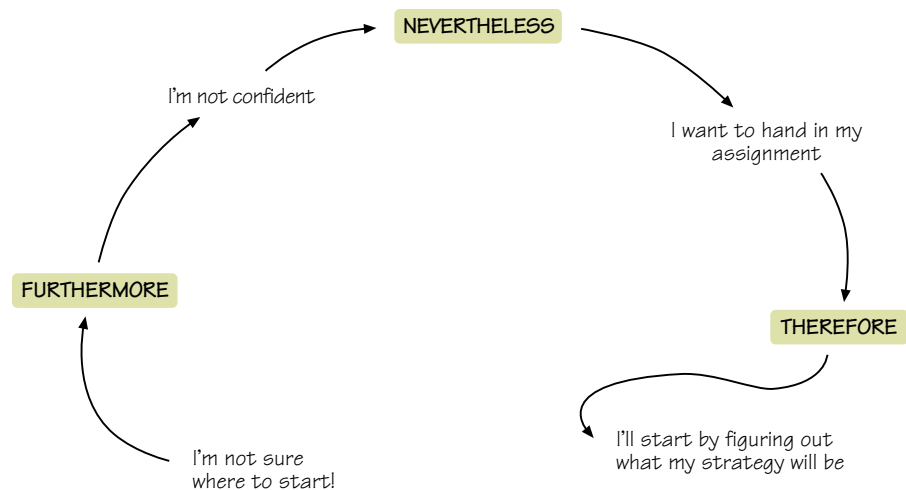 I'm not sure
where to start!
FURTHERMORE
I'm not confident
NEVERTHELESS
I want to hand in my
assignment
THEREFORE
I'll start by figuring out
what my strategy will be